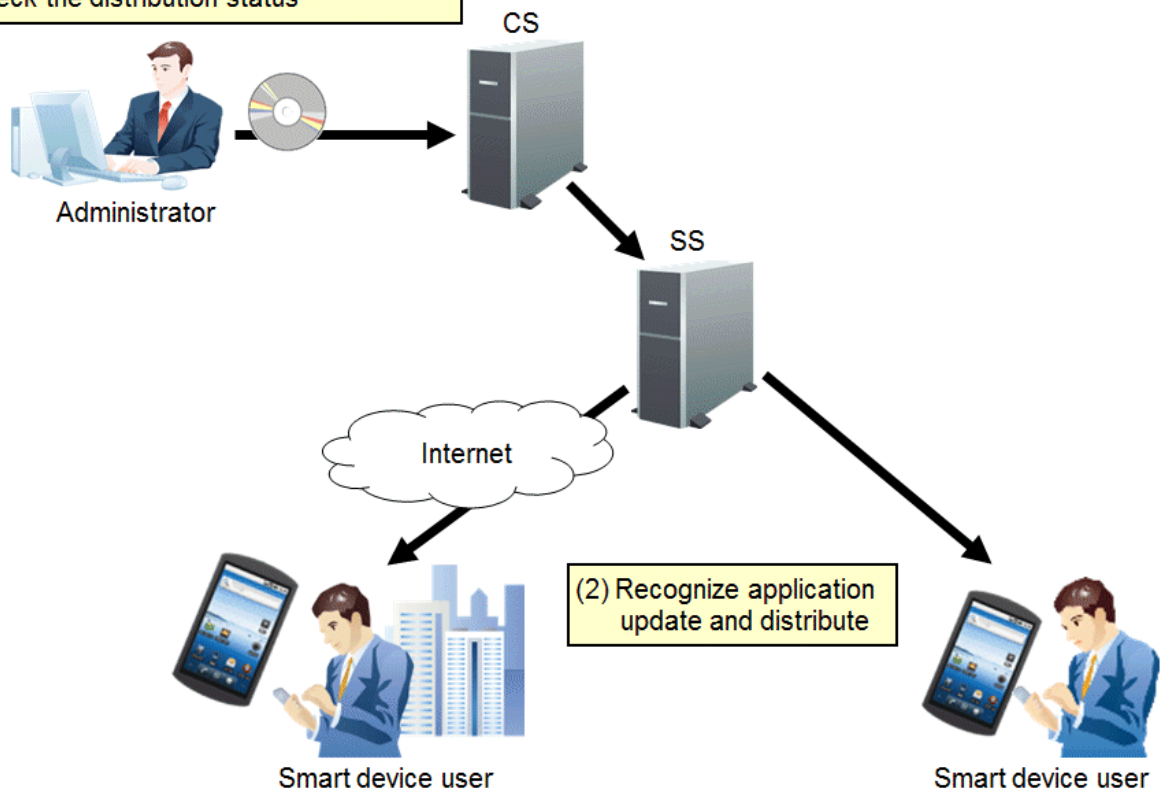 the distribution status
CS
Administrator
SS
Internet
(2) Recognize application
update and distribute
Smart device user
Smart device user